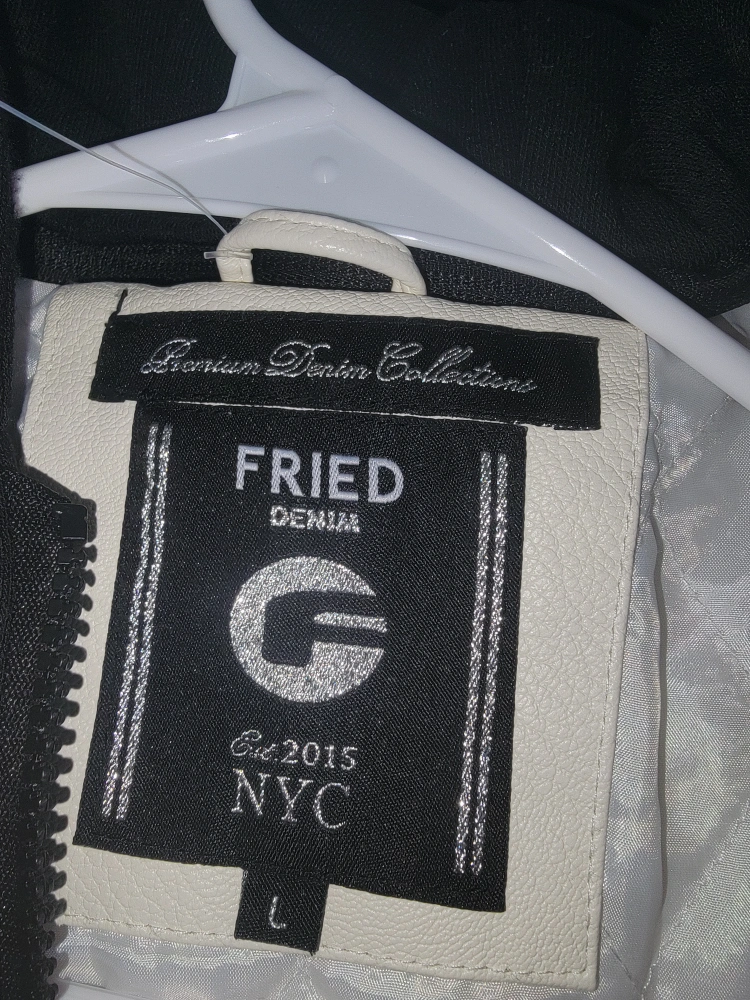 Premium Denim Collections
FRIED
DENIM
F
Est 2015
NYC
L